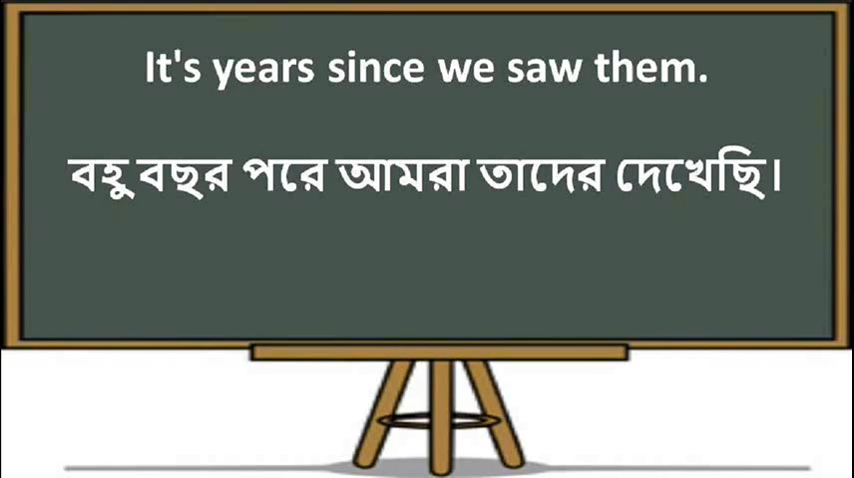 It's years since we saw them.
বহু বছর পরে আমরা তাদের দেখেছি।